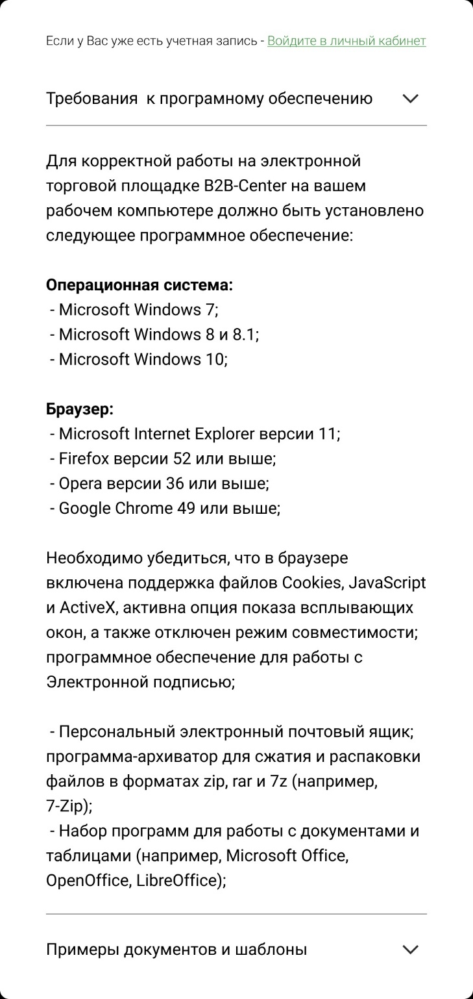 Если у Вас уже есть учетная запись - Войдите в личный кабинет
Требования к програмному обеспечению
Для корректной работы на электронной
торговой площадке B2B-Center на вашем
рабочем компьютере должно быть установлено
следующее программное обеспечение:
Операционная система:
- Microsoft Windows 7;
- Microsoft Windows 8 и 8.1;
- Microsoft Windows 10;
Браузер:
- Microsoft Internet Explorer версии 11;
- Firefox версии 52 или выше;
- Opera версии 36 или выше;
- Google Chrome 49 или выше;
Необходимо убедиться, что в браузере
включена поддержка файлов Cookies, JavaScript
и ActiveX, активна опция показа всплывающих
окон, а также отключен режим совместимости;
программное обеспечение для работы с
Электронной подписью;
- Персональный электронный почтовый ящик;
программа-архиватор для сжатия и распаковки
файлов в форматах zip, rar и 7z (например,
7-Zip);
- Набор программ для работы с документами и
таблицами (например, Microsoft Office,
OpenOffice, LibreOffice);
Примеры документов и шаблоны